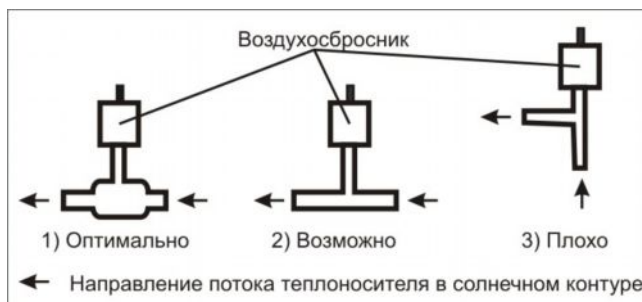 Воздухосбросник
1) Оптимально
2) Возможно
3) Плохо
Направление потока теплоносителя в солнечном контуре